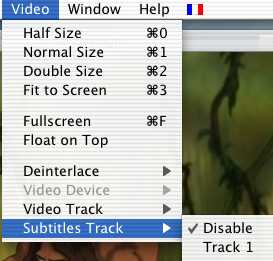 Video Window Help
Half Size ⌘0
Normal Size ⌘1
Double Size ⌘2
Fit to Screen ⌘3
Fullscreen ⌘F
Float on Top
Deinterlace
Video Device
Video Track
Subtitles Track
✓ Disable
Track 1